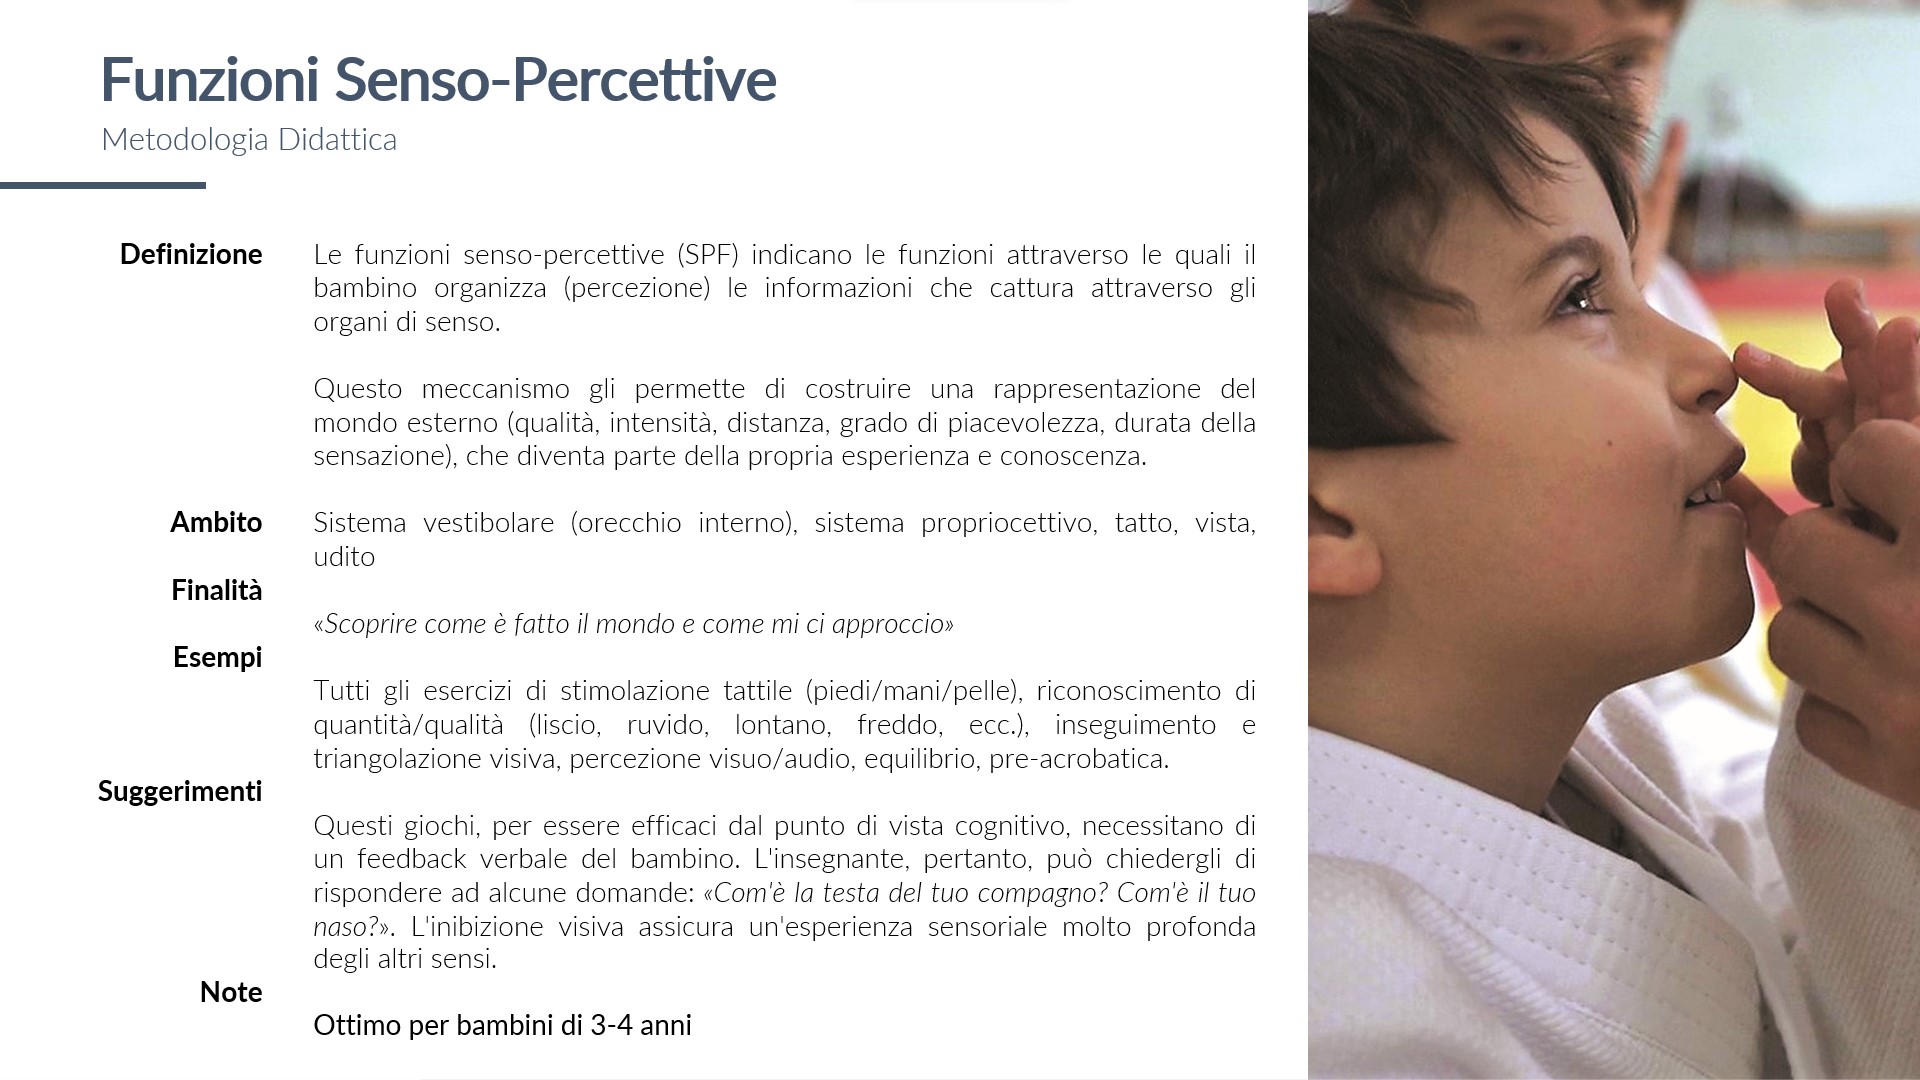 Funzioni Senso-Percettive
Metodologia Didattica
Definizione
Le funzioni senso-percettive (SPF) indicano le funzioni attraverso le quali il
bambino organizza (percezione) le informazioni che cattura attraverso gli
organi di senso.
Questo meccanismo gli permette di costruire una rappresentazione del
mondo esterno (qualità, intensità, distanza, grado di piacevolezza, durata della
sensazione), che diventa parte della propria esperienza e conoscenza.
Ambito
Sistema vestibolare (orecchio interno), sistema propriocettivo, tatto, vista,
udito
Finalità
«Scoprire come è fatto il mondo e come mi ci approccio»
Esempi
Tutti gli esercizi di stimolazione tattile (piedi/mani/pelle), riconoscimento di
quantità/qualità (liscio, ruvido, lontano, freddo, ecc.), inseguimento e
triangolazione visiva, percezione visuo/audio, equilibrio, pre-acrobatica.
Suggerimenti
Questi giochi, per essere efficaci dal punto di vista cognitivo, necessitano di
un feedback verbale del bambino. L'insegnante, pertanto, può chiedergli di
rispondere ad alcune domande: «Com'è la testa del tuo compagno? Com'è il tuo
naso?». L'inibizione visiva assicura un'esperienza sensoriale molto profonda
degli altri sensi.
Note
Ottimo per bambini di 3-4 anni